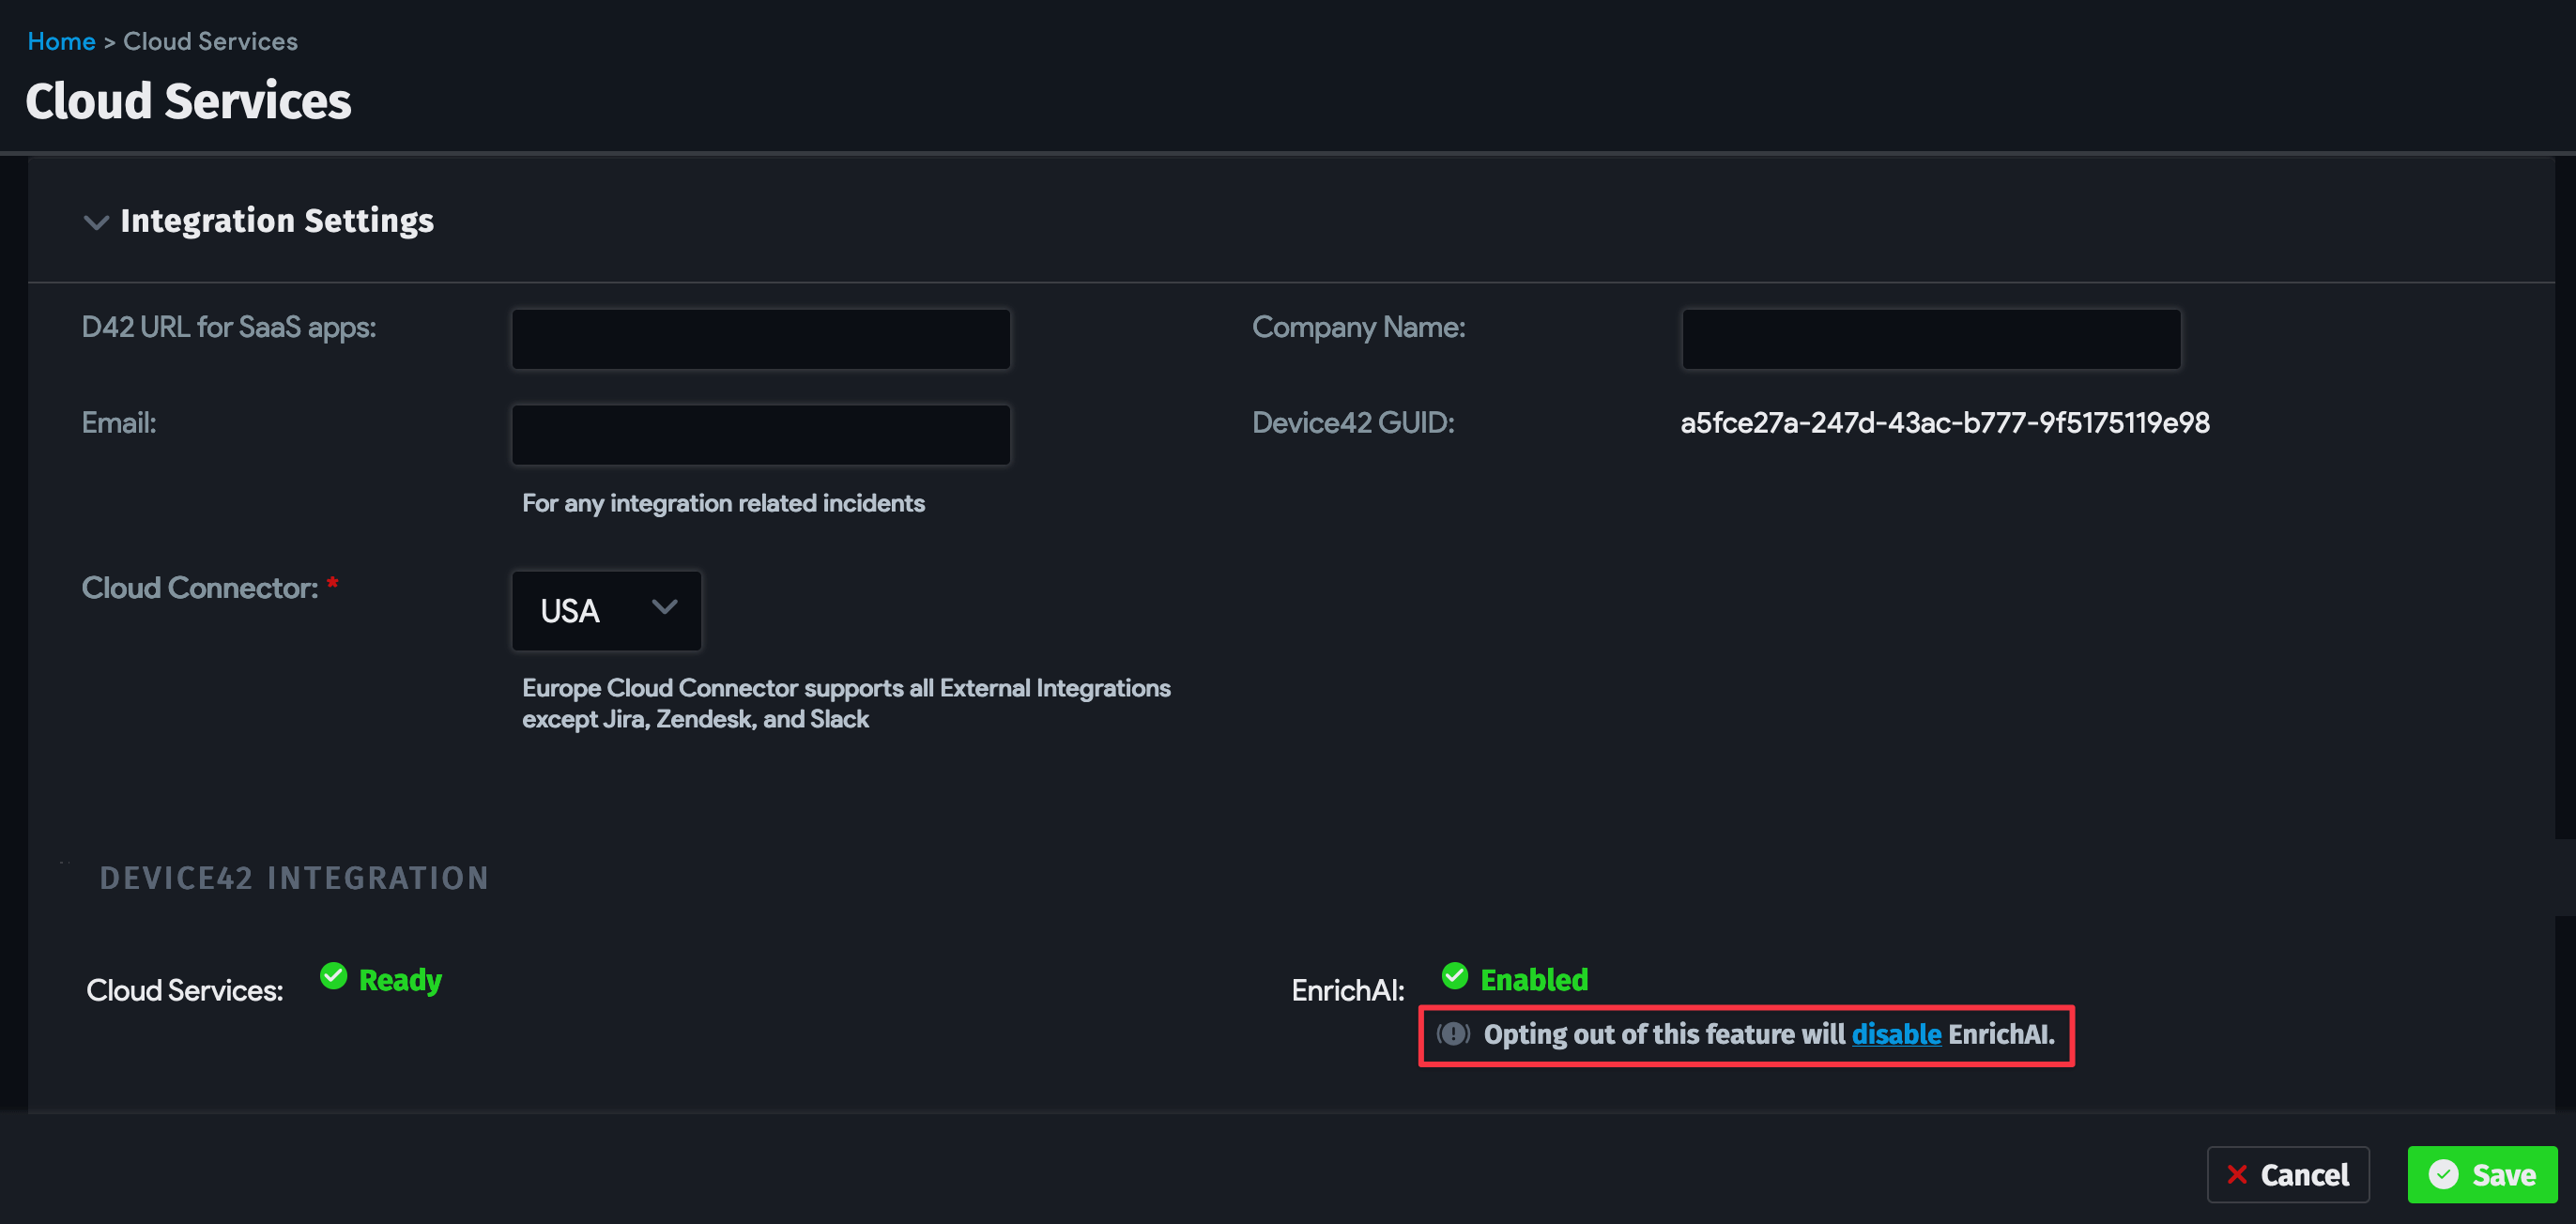 Home > Cloud Services
Cloud Services
Integration Settings
D42 URL for SaaS apps:
Company Name:
Email:
Device42 GUID:
a5fce27a-247d-43ac-b777-9f5175119e98
For any integration related incidents
Cloud Connector: *
USA
Europe Cloud Connector supports all External Integrations
except Jira, Zendesk, and Slack
DEVICE42 INTEGRATION
Cloud Services:
Ready
EnrichAI:
Enabled
Opting out of this feature will disable EnrichAI.
Cancel
Save